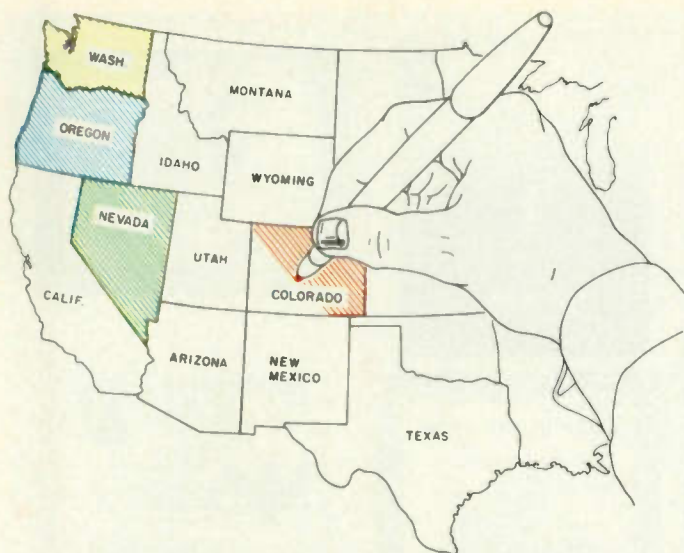 WASH
MONTANA
OREGON
IDAHO
WYOMING
NEVADA
UTAH
COLORADO
CALIF.
ARIZONA
NEW
MEXICO
TEXAS